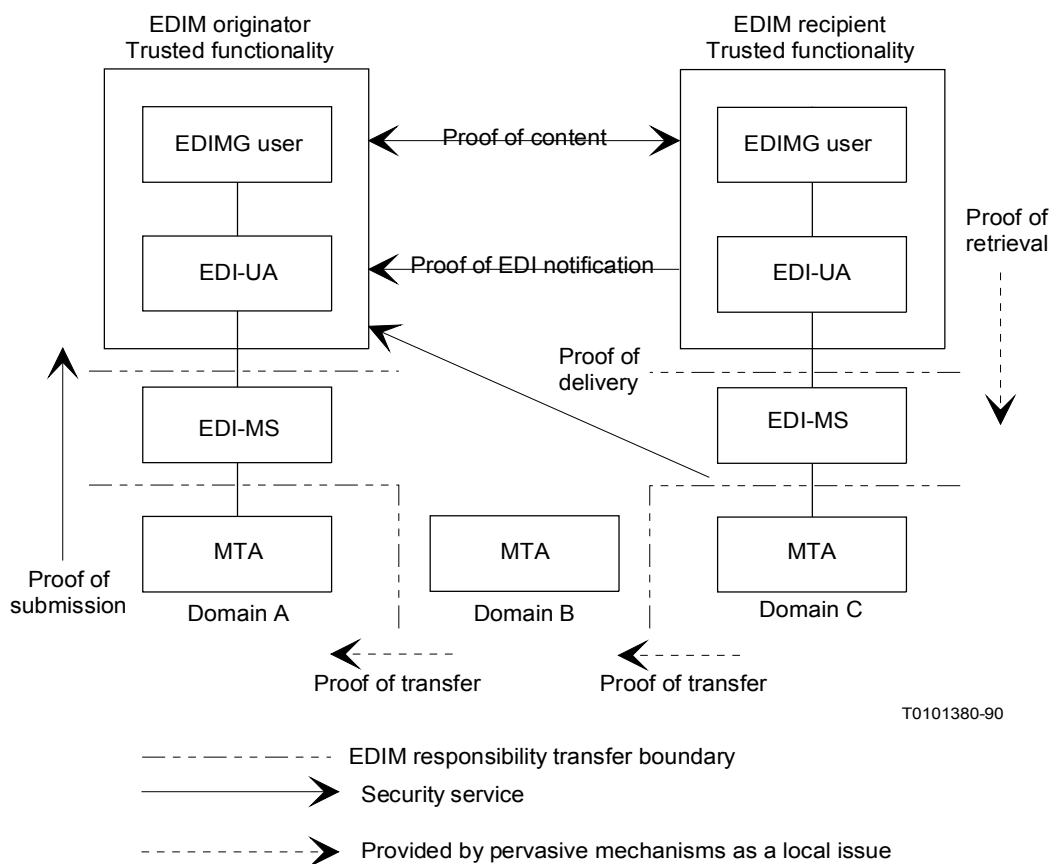 EDIM originator
Trusted functionality
EDIM recipient
Trusted functionality
EDIMG user
Proof of content
EDIMG user
Proof of
retrieval
EDI-UA
Proof of EDI notification
EDI-UA
Proof of
delivery
EDI-MS
EDI-MS
MTA
MTA
MTA
Proof of
submission
Domain A
Domain B
Domain C
Proof of transfer
Proof of transfer
T0101380-90
EDIM responsibility transfer boundary
Security service
Provided by pervasive mechanisms as a local issue